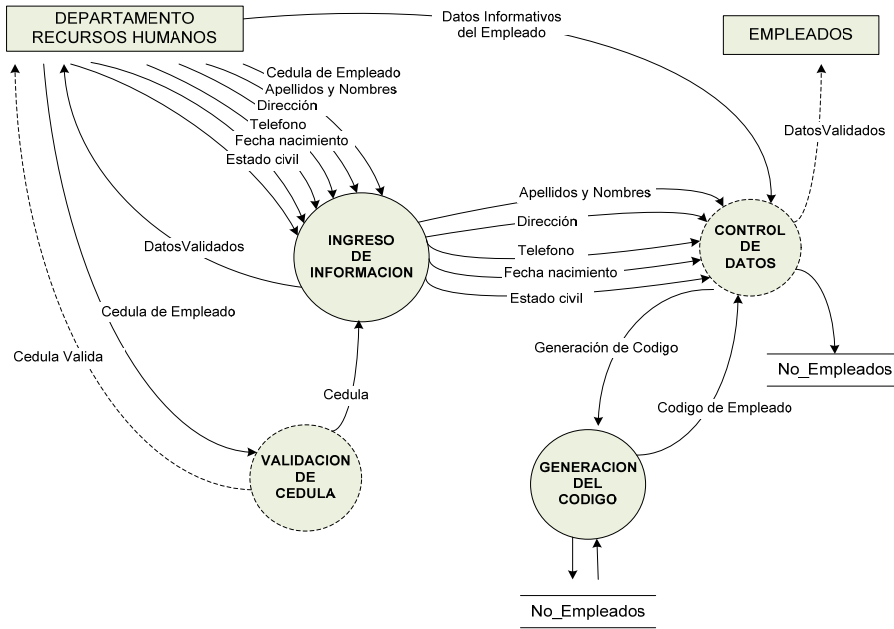 DEPARTAMENTO
RECURSOS HUMANOS
Datos Informativos
del Empleado
EMPLEADOS
Cedula de Empleado
Apellidos y Nombres
Dirección
Telefono
Fecha nacimiento
Estado civil
DatosValidados
Apellidos y Nombres
Dirección
Telefono
Fecha nacimiento
Estado civil
INGRESO
DE
INFORMACION
CONTROL
DE
DATOS
DatosValidados
Cedula de Empleado
Cedula Valida
Generación de Codigo
No_Empleados
Cedula
Codigo de Empleado
VALIDACION
DE
CEDULA
GENERACION
DEL
CODIGO
No_Empleados